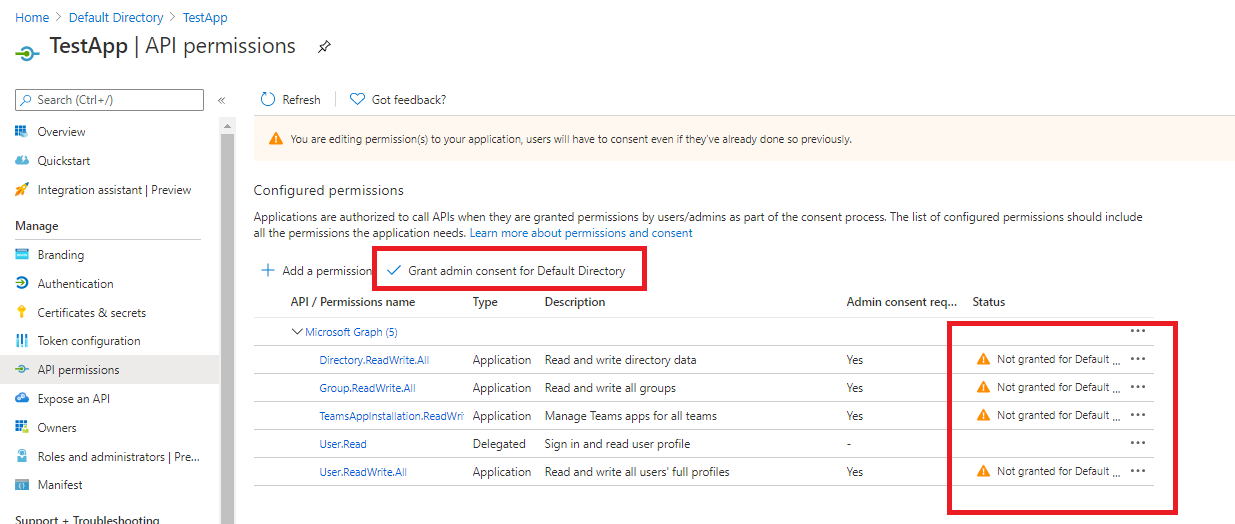 Home > Default Directory > TestApp
TestApp | API permissions
Search (Ctrl+/)
«
Refresh
Got feedback?
Overview
Quickstart
Integration assistant | Preview
Manage
Branding
Authentication
Certificates & secrets
Token configuration
API permissions
Expose an API
Owners
Roles and administrators | Pre...
Manifest
Support + Troubleshooting
You are editing permission(s) to your application, users will have to consent even if they've already done so previously.
Configured permissions
Applications are authorized to call APIs when they are granted permissions by users/admins as part of the consent process. The list of configured permissions should include
all the permissions the application needs. Learn more about permissions and consent
Add a permission Grant admin consent for Default Directory
API / Permissions name Type Description Admin consent req... Status
Microsoft Graph (5) ...
Directory.ReadWrite.All Application Read and write directory data Yes Not granted for Default ... ...
Group.ReadWrite.All Application Read and write all groups Yes Not granted for Default ... ...
TeamsAppInstallation.ReadWri Application Manage Teams apps for all teams Yes Not granted for Default ... ...
User.Read Delegated Sign in and read user profile - ...
User.ReadWrite.All Application Read and write all users' full profiles Yes Not granted for Default ... ...